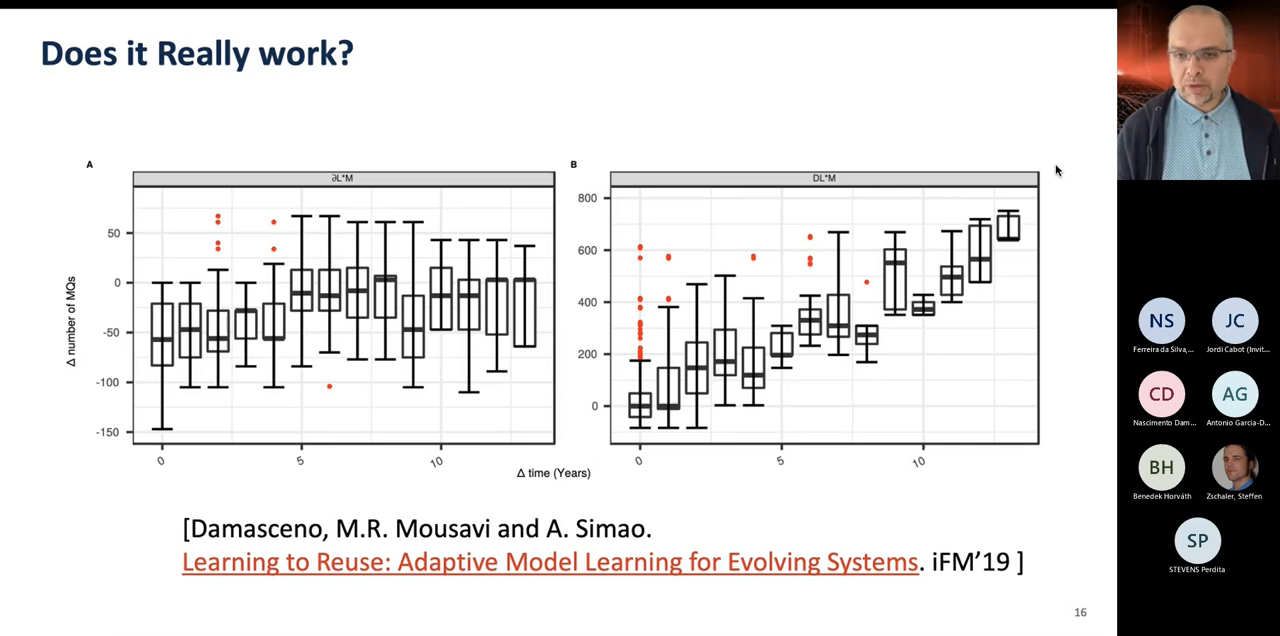 Does it Really work?
A
B
∂L*M
DL*M
50
0
-50
-100
-150
Δ number of MQs
800
600
400
200
0
0
5
10
0
5
10
Δ time (Years)
[Damasceno, M.R. Mousavi and A. Simao.
Learning to Reuse: Adaptive Model Learning for Evolving Systems. iFM'19 ]
16
NS
JC
Ferreira da Silva,...
Jordi Cabot (Invit...
CD
AG
Nascimento Dam...
Antonio Garcia-D...
BH
Benedek Horváth
Zschaler, Steffen
SP
STEVENS Perdita